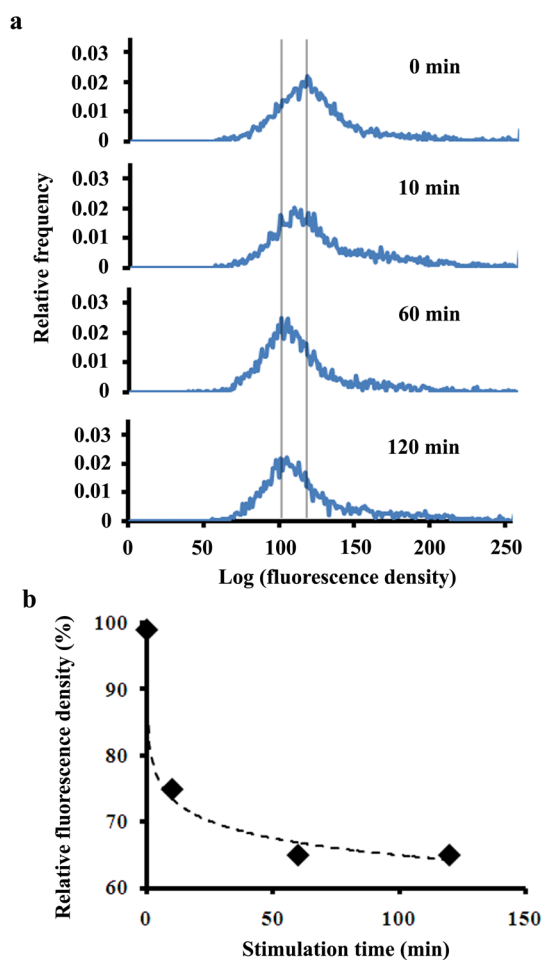 a
0.03
0.02
0.01
0
0 min
0.03
0.02
0.01
0
10 min
0.03
0.02
0.01
0
60 min
0.03
0.02
0.01
0
120 min
Relative frequency
0 50 100 150 200 250
Log (fluorescence density)
b
100
90
80
70
60
Relative fluorescence density (%)
0 50 100 150
Stimulation time (min)